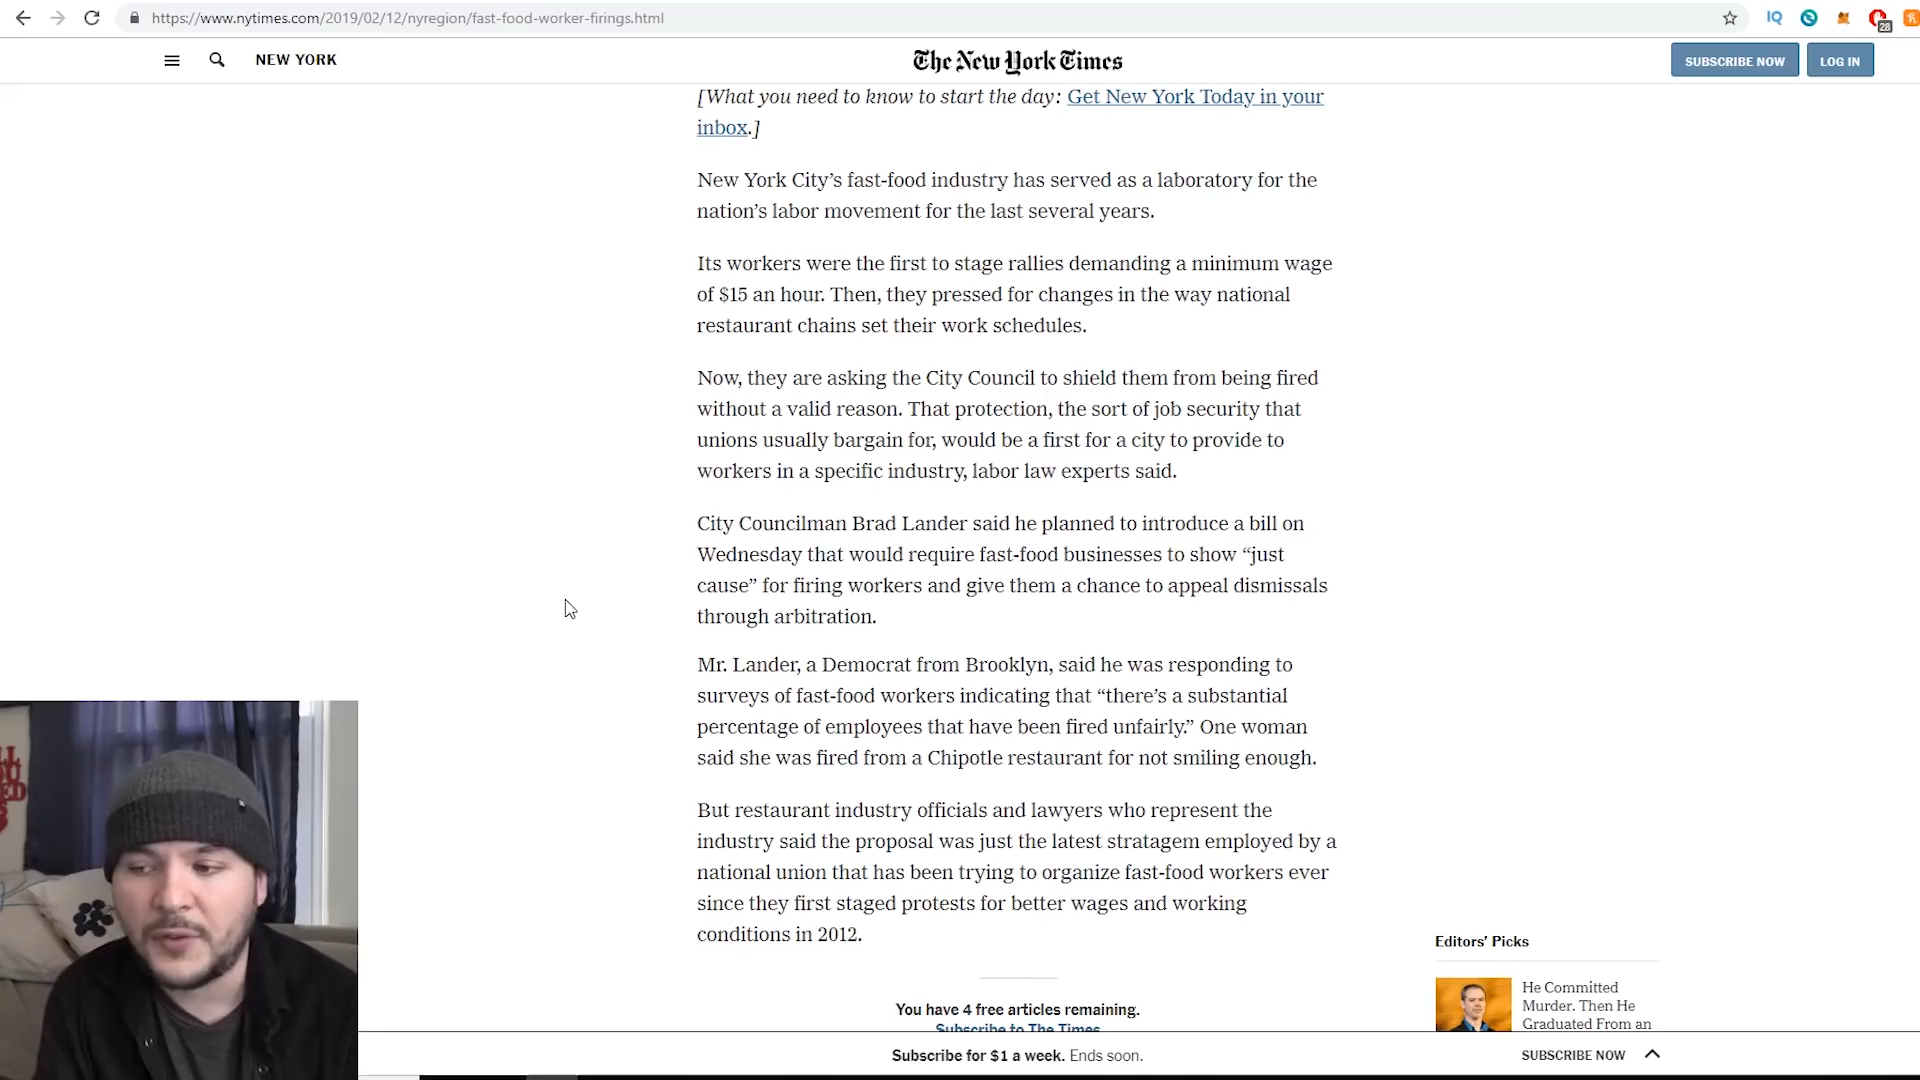 https://www.nytimes.com/2019/02/12/nyregion/fast-food-worker-firings.html
28
NEW YORK
The New York Times
SUBSCRIBE NOW
LOG IN
[What you need to know to start the day: Get New York Today in your
inbox.]
New York City’s fast-food industry has served as a laboratory for the
nation’s labor movement for the last several years.
Its workers were the first to stage rallies demanding a minimum wage
of $15 an hour. Then, they pressed for changes in the way national
restaurant chains set their work schedules.
Now, they are asking the City Council to shield them from being fired
without a valid reason. That protection, the sort of job security that
unions usually bargain for, would be a first for a city to provide to
workers in a specific industry, labor law experts said.
City Councilman Brad Lander said he planned to introduce a bill on
Wednesday that would require fast-food businesses to show “just
cause” for firing workers and give them a chance to appeal dismissals
through arbitration.
Mr. Lander, a Democrat from Brooklyn, said he was responding to
surveys of fast-food workers indicating that “there’s a substantial
percentage of employees that have been fired unfairly.” One woman
said she was fired from a Chipotle restaurant for not smiling enough.
But restaurant industry officials and lawyers who represent the
industry said the proposal was just the latest stratagem employed by a
national union that has been trying to organize fast-food workers ever
since they first staged protests for better wages and working
conditions in 2012.
Editors’ Picks
He Committed
Murder. Then He
Graduated From an
You have 4 free articles remaining.
Subscribe to The Times
Subscribe for $1 a week. Ends soon.
SUBSCRIBE NOW